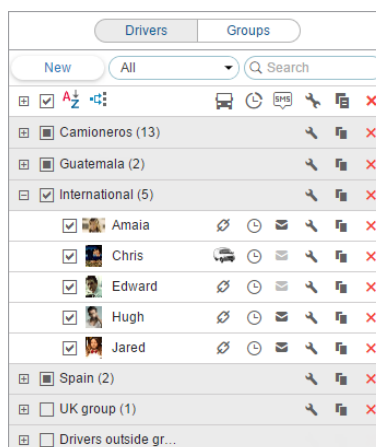 Drivers Groups
New All Search
A Z SMS
Camioneros (13)
Guatemala (2)
International (5)
Amaia
Chris
Edward
Hugh
Jared
Spain (2)
UK group (1)
Drivers outside gr...